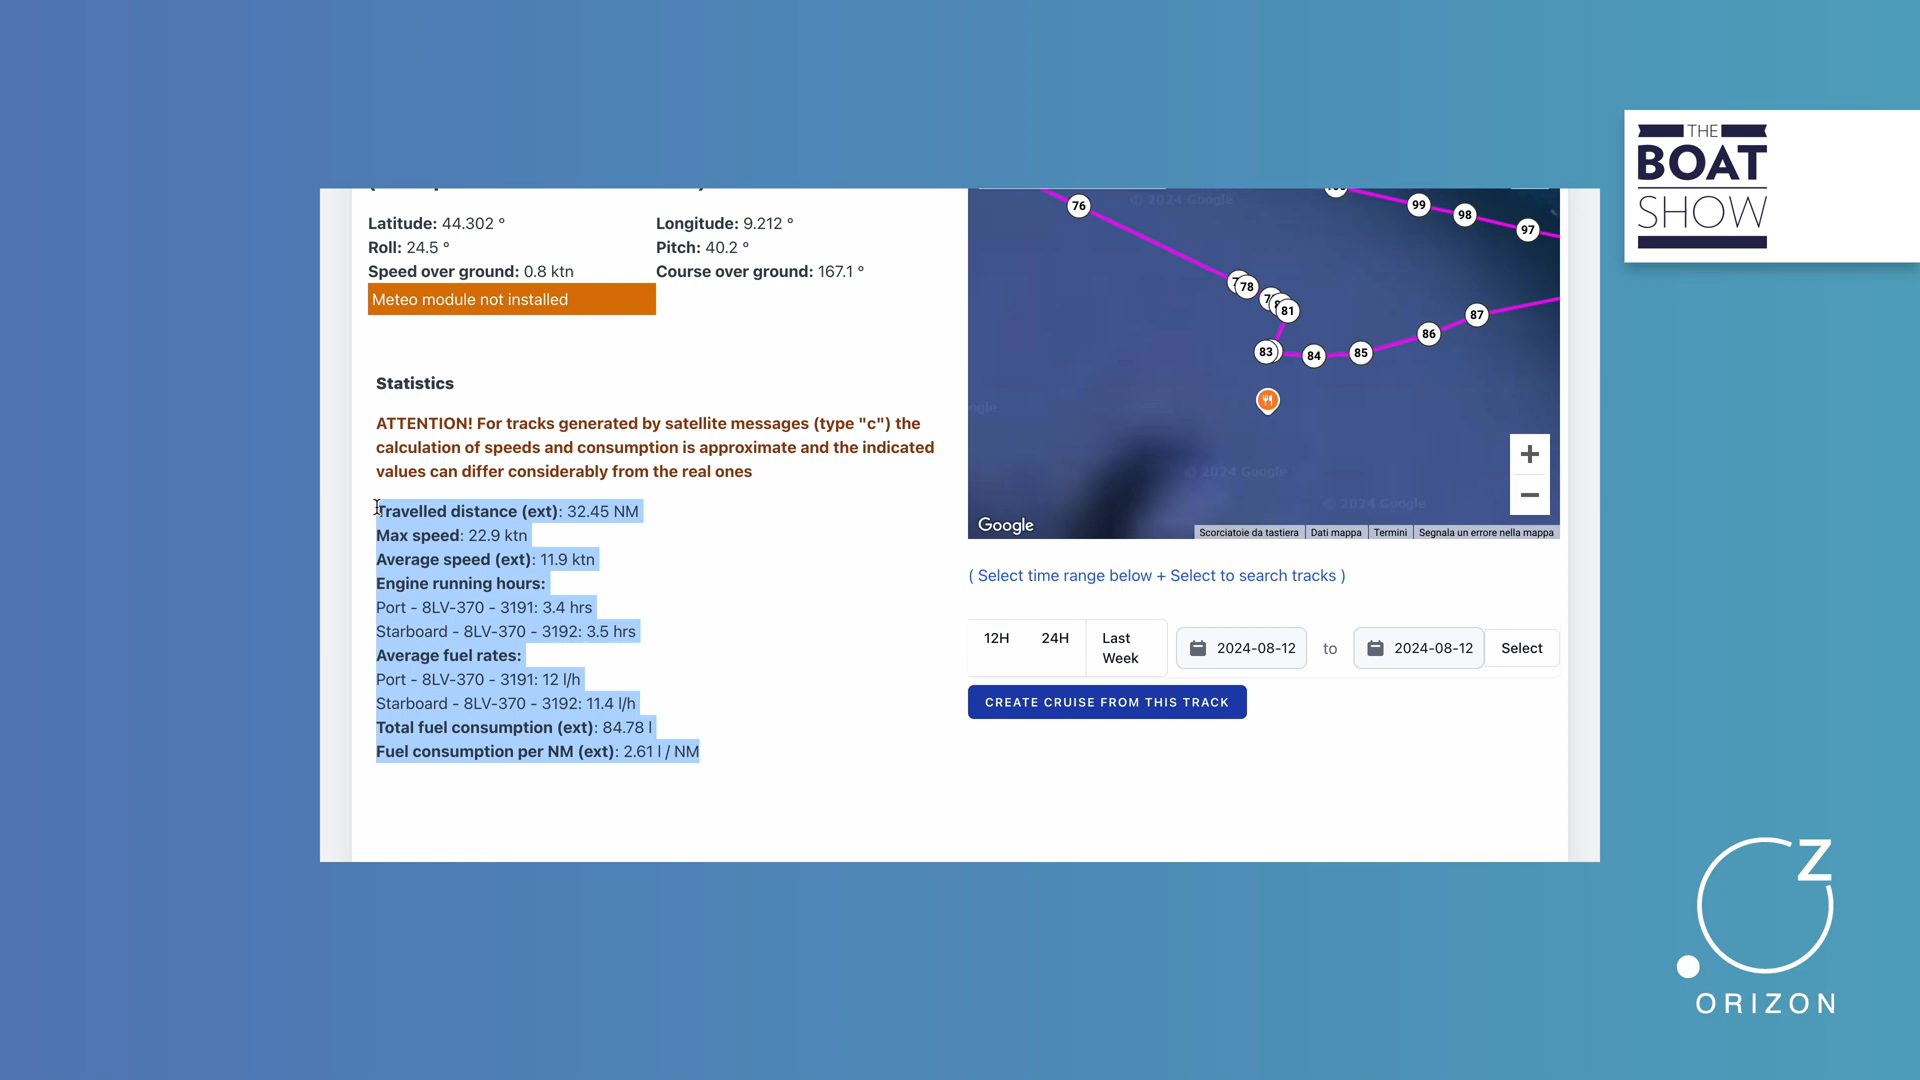 THE
BOAT
SHOW
Latitude: 44.302 °
Longitude: 9.212 °
Roll: 24.5 °
Pitch: 40.2 °
Speed over ground: 0.8 ktn
Course over ground: 167.1 °
Meteo module not installed
Statistics
ATTENTION! For tracks generated by satellite messages (type "c") the
calculation of speeds and consumption is approximate and the indicated
values can differ considerably from the real ones
Travelled distance (ext): 32.45 NM
Max speed: 22.9 ktn
Average speed (ext): 11.9 ktn
Engine running hours:
Port - 8LV-370 - 3191: 3.4 hrs
Starboard - 8LV-370 - 3192: 3.5 hrs
Average fuel rates:
Port - 8LV-370 - 3191: 12 l/h
Starboard - 8LV-370 - 3192: 11.4 l/h
Total fuel consumption (ext): 84.78 l
Fuel consumption per NM (ext): 2.61 l / NM
© 2024 Google
76
99
98
97
78
81
83
84
85
86
87
© 2024 Google
© 2024 Google
Google
Scorciatoie da tastiera
Dati mappa
Termini
Segnala un errore nella mappa
( Select time range below + Select to search tracks )
12H
24H
Last
Week
2024-08-12
to
2024-08-12
Select
CREATE CRUISE FROM THIS TRACK
Z
ORIZON